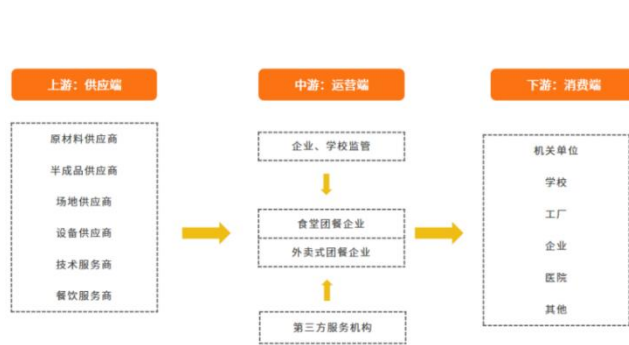 上游：供应端
原材料供应商
半成品供应商
场地供应商
设备供应商
技术服务商
餐饮服务商
中游：运营端
企业、学校监管
食堂团餐企业
外卖式团餐企业
第三方服务机构
下游：消费端
机关单位
学校
工厂
企业
医院
其他